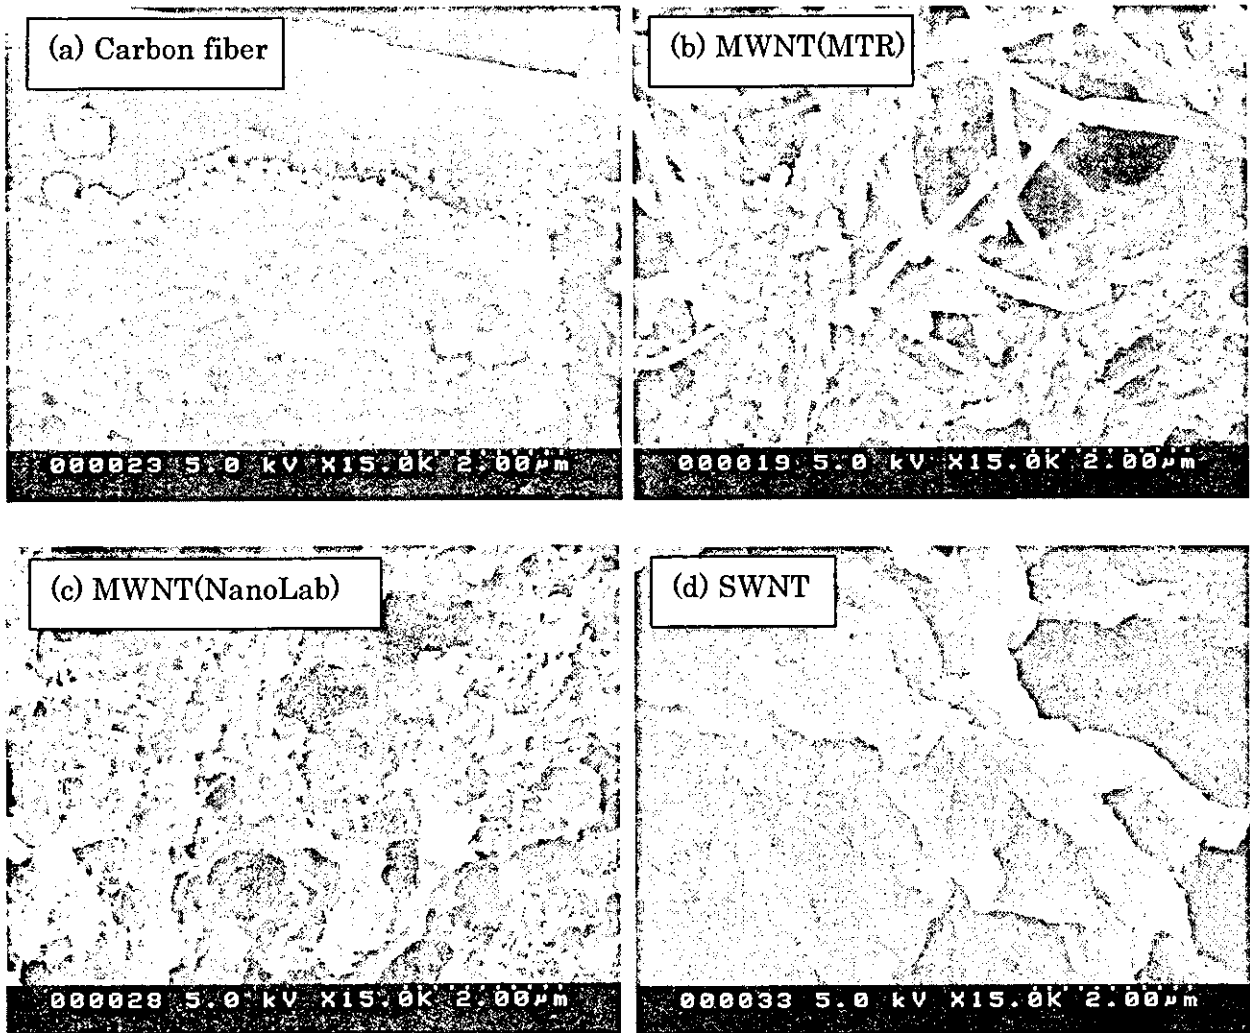 (a) Carbon fiber
(b) MWNT(MTR)
000023 5.0 kV X15.0K 2.00μm
000019 5.0 kV X15.0K 2.00μm
(c) MWNT(NanoLab)
(d) SWNT
000028 5.0 kV X15.0K 2.00μm
000033 5.0 kV X15.0K 2.00μm